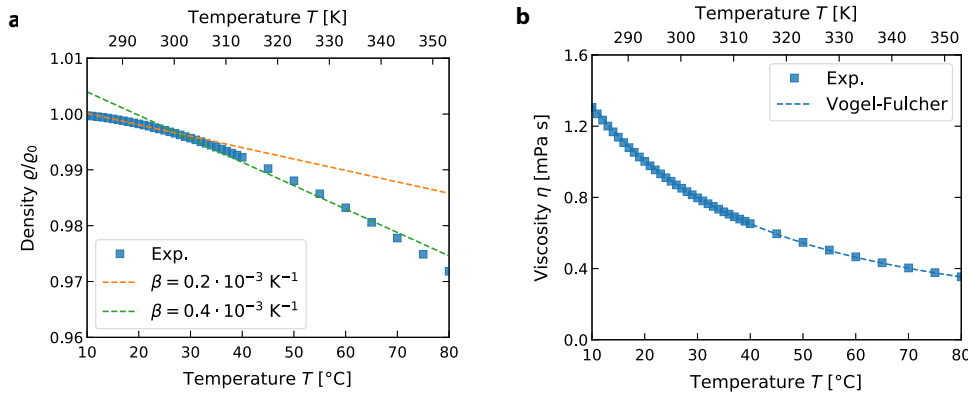 a
Temperature T [K]
290 300 310 320 330 340 350
1.01
1.00
0.99
0.98
0.97
0.96
Density ϱ/ϱ₀
Exp.
β = 0.2 · 10⁻³ K⁻¹
β = 0.4 · 10⁻³ K⁻¹
10 20 30 40 50 60 70 80
Temperature T [°C]
b
Temperature T [K]
290 300 310 320 330 340 350
1.6
1.2
0.8
0.4
0.0
Viscosity η [mPa s]
Exp.
Vogel-Fulcher
10 20 30 40 50 60 70 80
Temperature T [°C]